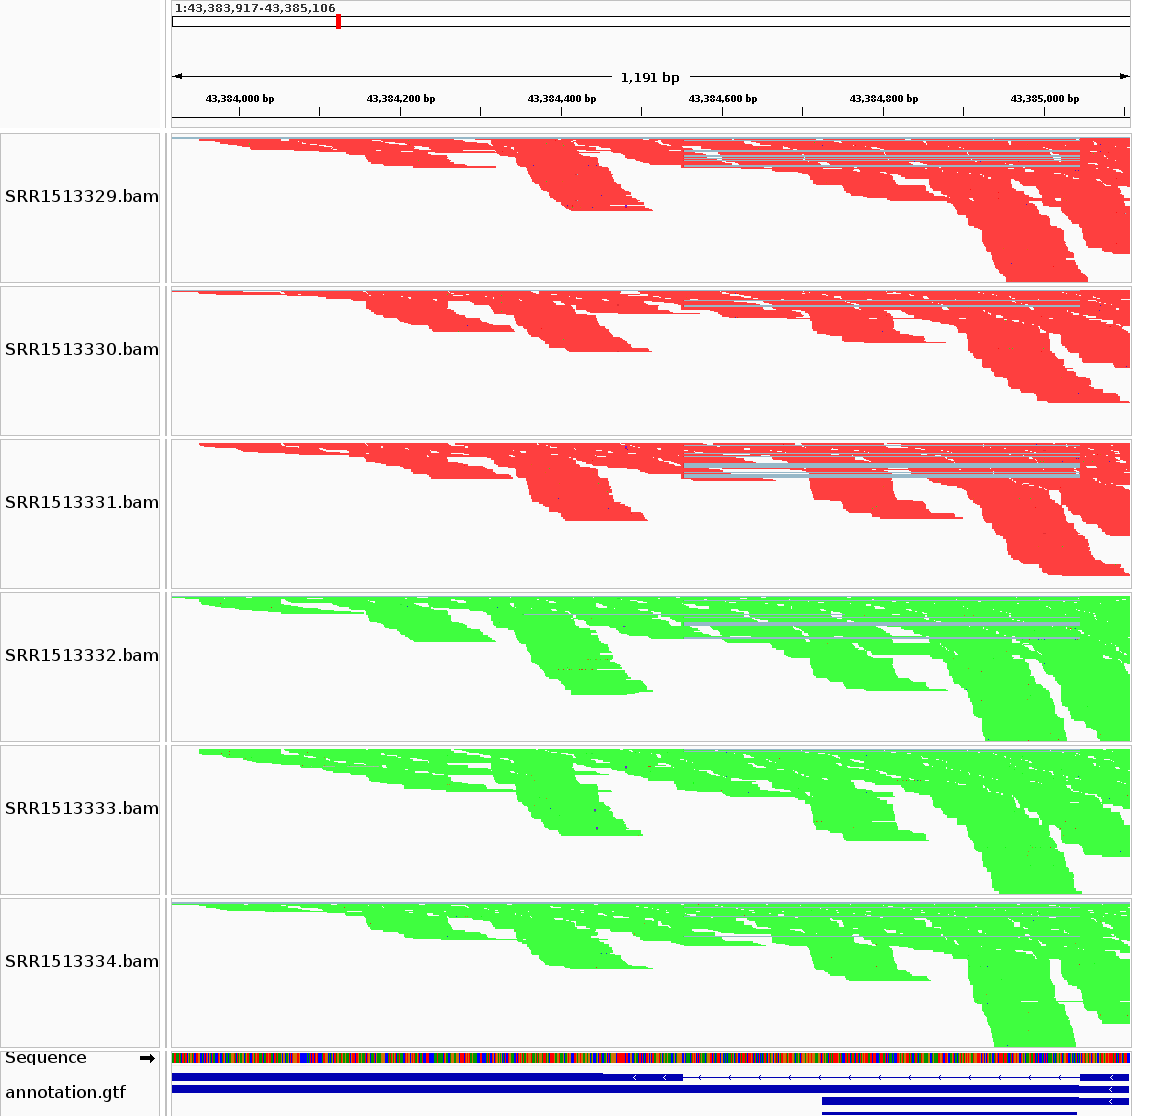 1:43,383,917-43,385,106
1,191 bp
43,384,000 bp 43,384,200 bp 43,384,400 bp 43,384,600 bp 43,384,800 bp 43,385,000 bp
SRR1513329.bam
SRR1513330.bam
SRR1513331.bam
SRR1513332.bam
SRR1513333.bam
SRR1513334.bam
Sequence
annotation.gtf